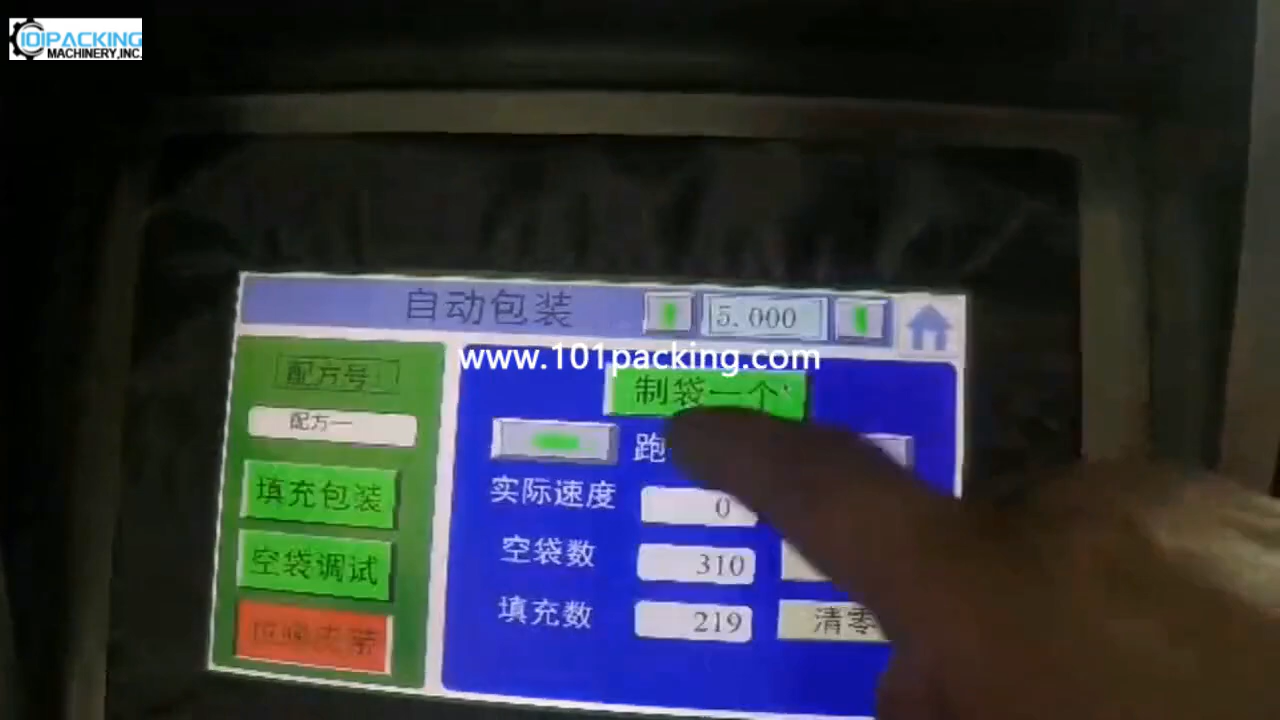 101PACKING
MACHINERY,INC.
自动包装
5.000
www.101packing.com
配方号
制袋一个
配方一
跑
填充包装
实际速度
0
空袋调试
空袋数
310
填充数
219
清零